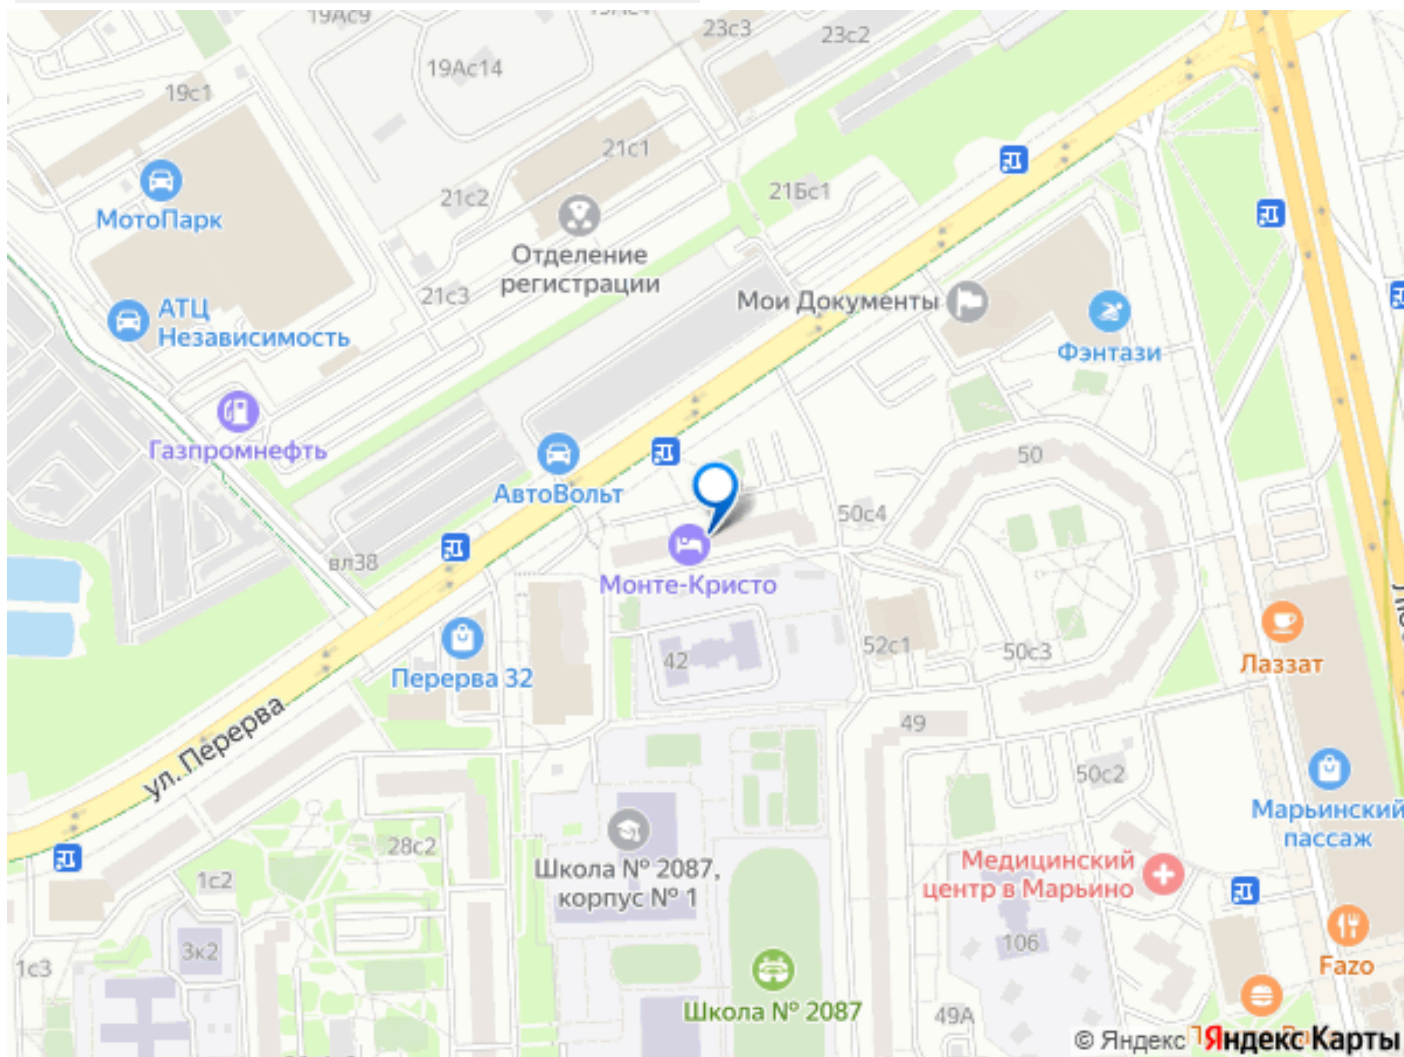 19Ас9
19Ас14
23с3
23с2
19с1
21с1
21с2
21Бс1
МотоПарк
Отделение
регистрации
21с3
Мои Документы
АТЦ
Независимость
Фэнтази
Газпромнефть
АвтоВольт
50
50с4
вл38
Монте-Кристо
Лаззат
52с1
50с3
42
Перерва 32
ул. Перерва
49
50с2
Марьинский
пассаж
28с2
Школа № 2087,
корпус № 1
Медицинский
центр в Марьино
1с2
3к2
106
1с3
Fazo
Школа № 2087
49А
© Яндекс
Яндекс Карты